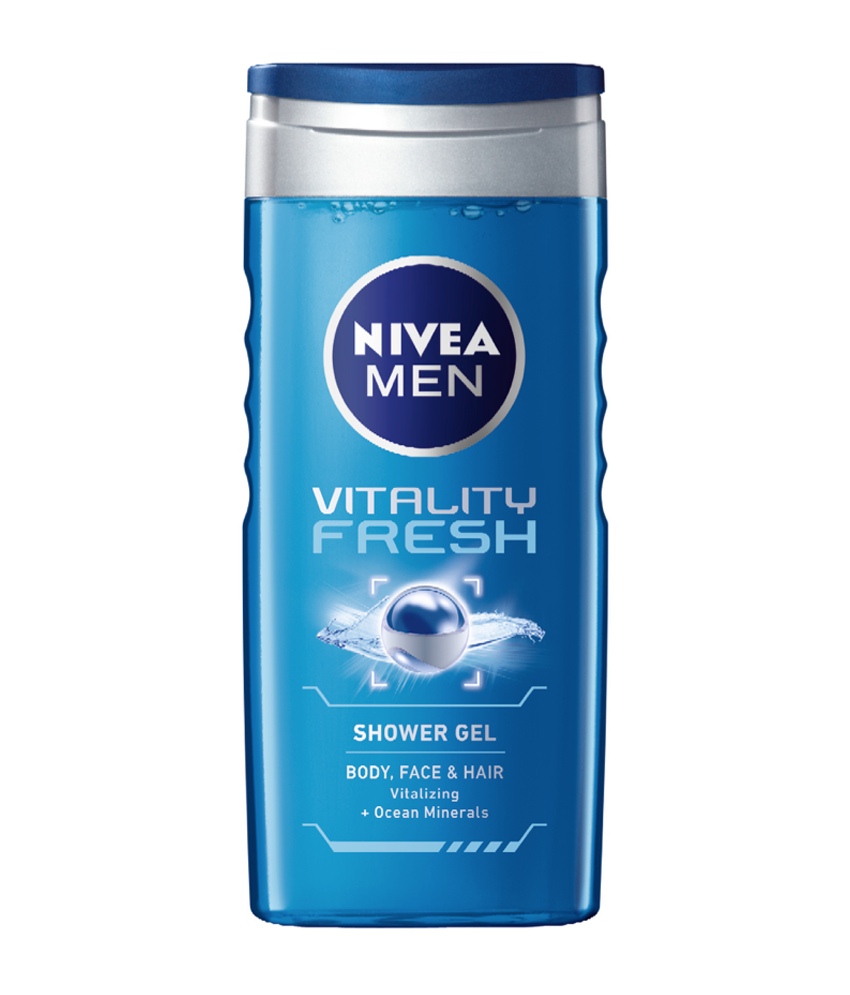 NIVEA
MEN
VITALITY
FRESH
SHOWER GEL
BODY, FACE & HAIR
Vitalizing
+ Ocean Minerals